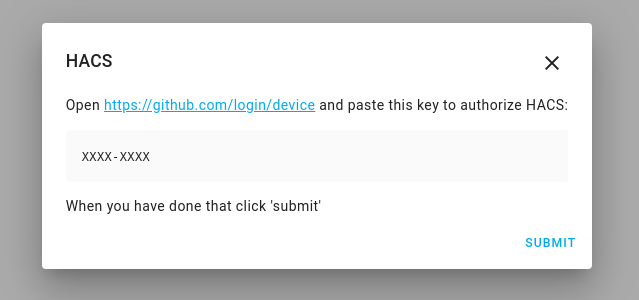 HACS
Open https://github.com/login/device and paste this key to authorize HACS:
XXXX-XXXX
When you have done that click 'submit'
SUBMIT